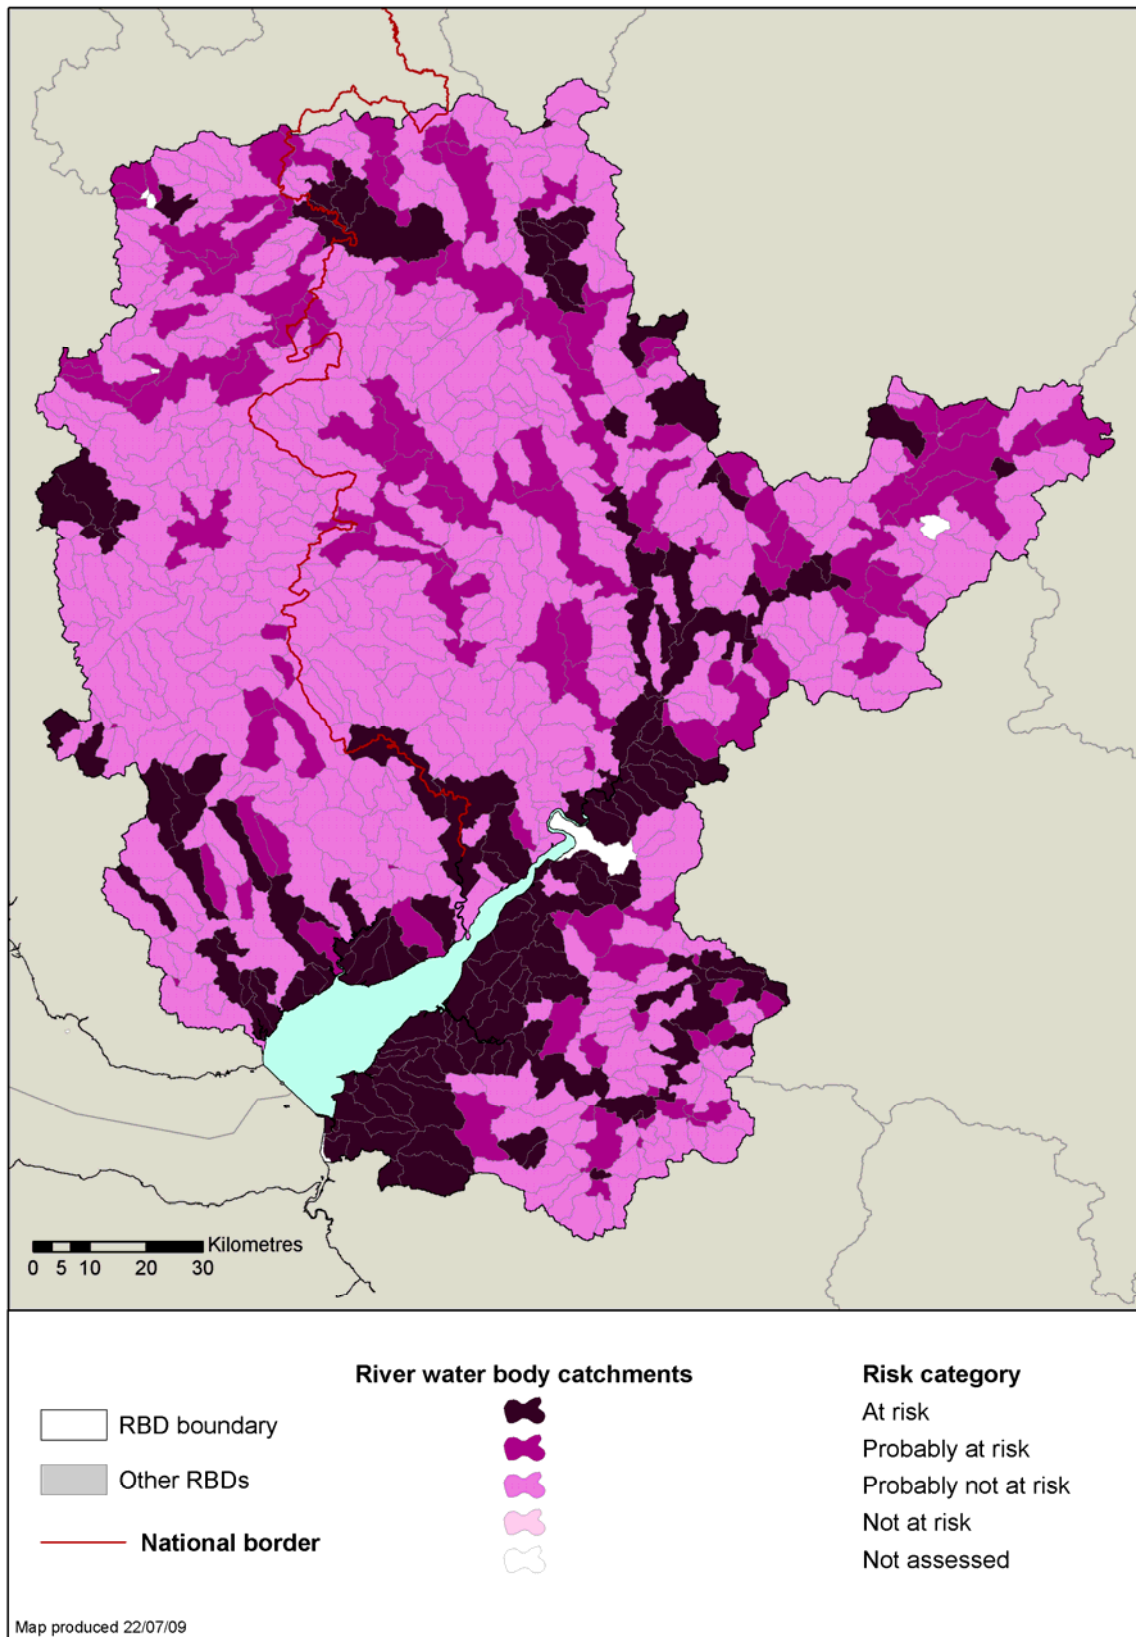 Kilometres
0 5 10 20 30
River water body catchments
Risk category
RBD boundary
Other RBDs
National border
At risk
Probably at risk
Probably not at risk
Not at risk
Not assessed
Map produced 22/07/09